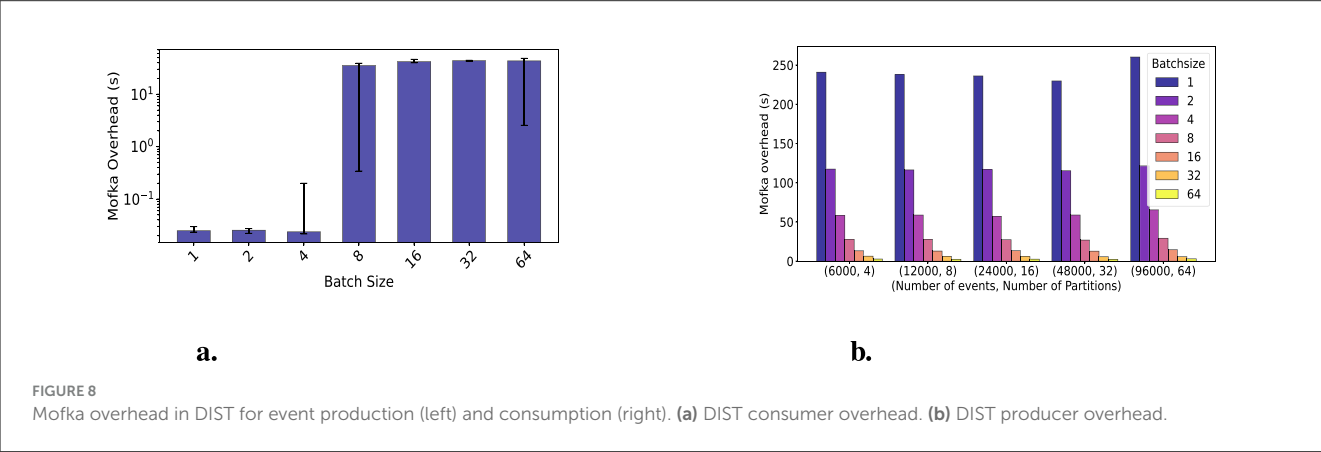 Mofka Overhead (s)
10¹
10⁰
10⁻¹
1 2 4 8 16 32 64
Batch Size
a.
Mofka overhead (s)
250
200
150
100
50
0
Batchsize
1
2
4
8
16
32
64
(6000, 4) (12000, 8) (24000, 16) (48000, 32) (96000, 64)
(Number of events, Number of Partitions)
b.
FIGURE 8
Mofka overhead in DIST for event production (left) and consumption (right). (a) DIST consumer overhead. (b) DIST producer overhead.